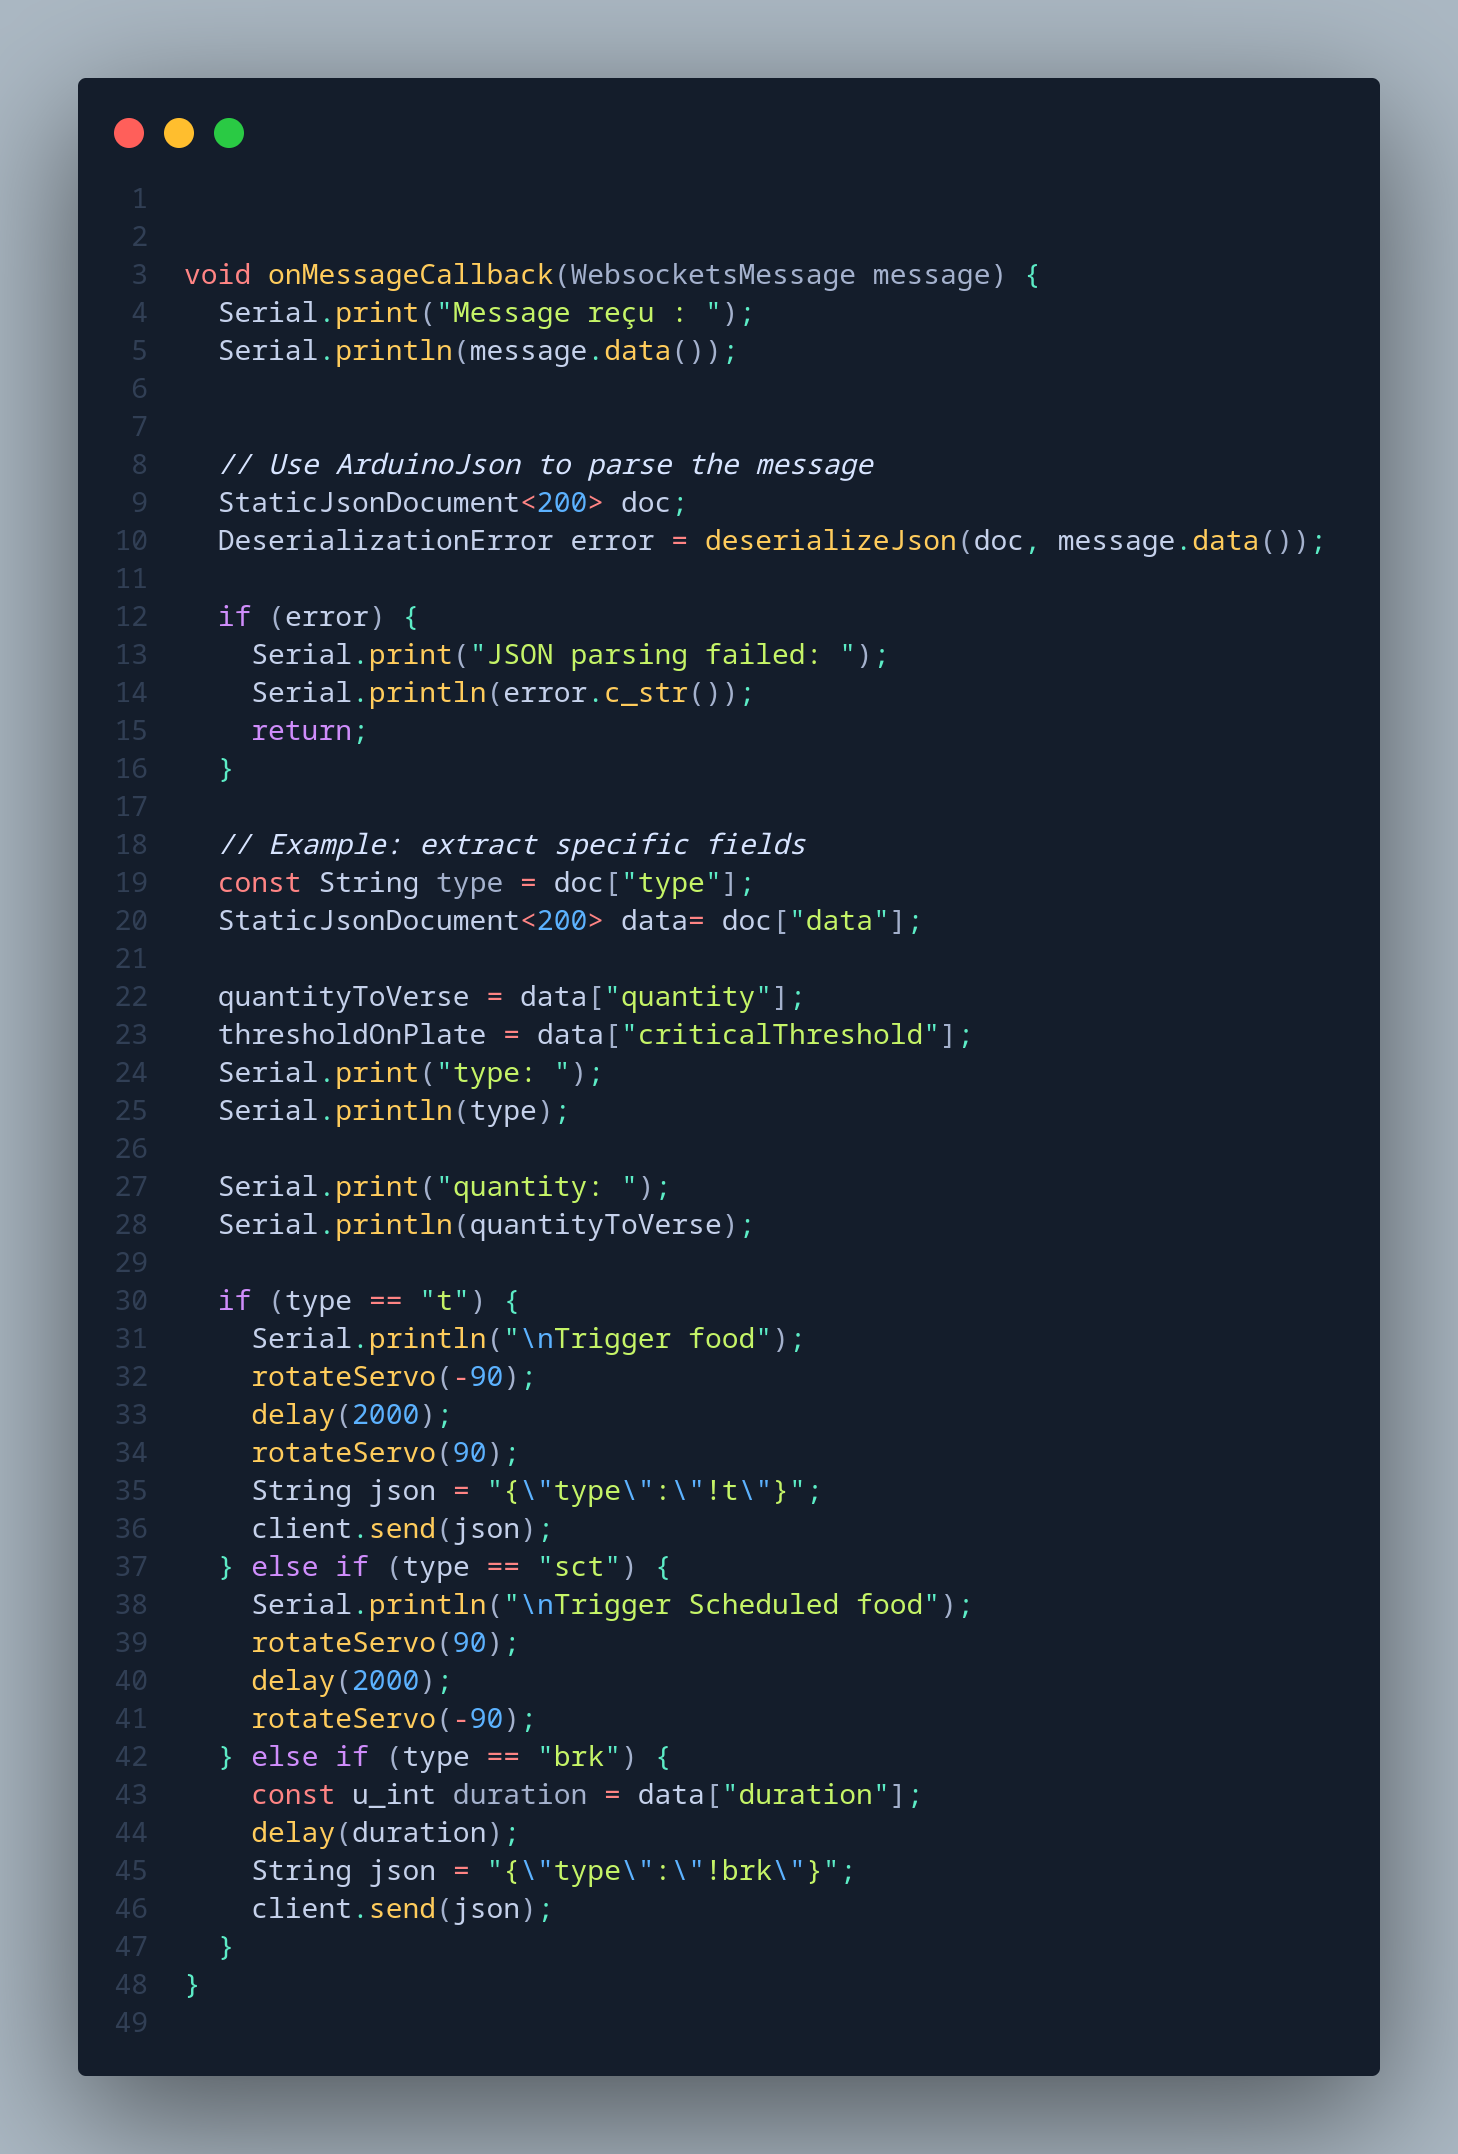 1
2
3 void onMessageCallback(WebsocketsMessage message) {
4   Serial.print("Message reçu : ");
5   Serial.println(message.data());
6
7
8   // Use ArduinoJson to parse the message
9   StaticJsonDocument<200> doc;
10   DeserializationError error = deserializeJson(doc, message.data());
11
12   if (error) {
13     Serial.print("JSON parsing failed: ");
14     Serial.println(error.c_str());
15     return;
16   }
17
18   // Example: extract specific fields
19   const String type = doc["type"];
20   StaticJsonDocument<200> data= doc["data"];
21
22   quantityToVerse = data["quantity"];
23   thresholdOnPlate = data["criticalThreshold"];
24   Serial.print("type: ");
25   Serial.println(type);
26
27   Serial.print("quantity: ");
28   Serial.println(quantityToVerse);
29
30   if (type == "t") {
31     Serial.println("\nTrigger food");
32     rotateServo(-90);
33     delay(2000);
34     rotateServo(90);
35     String json = "{\"type\":\"!t\"}";
36     client.send(json);
37   } else if (type == "sct") {
38     Serial.println("\nTrigger Scheduled food");
39     rotateServo(90);
40     delay(2000);
41     rotateServo(-90);
42   } else if (type == "brk") {
43     const u_int duration = data["duration"];
44     delay(duration);
45     String json = "{\"type\":\"!brk\"}";
46     client.send(json);
47   }
48 }
49